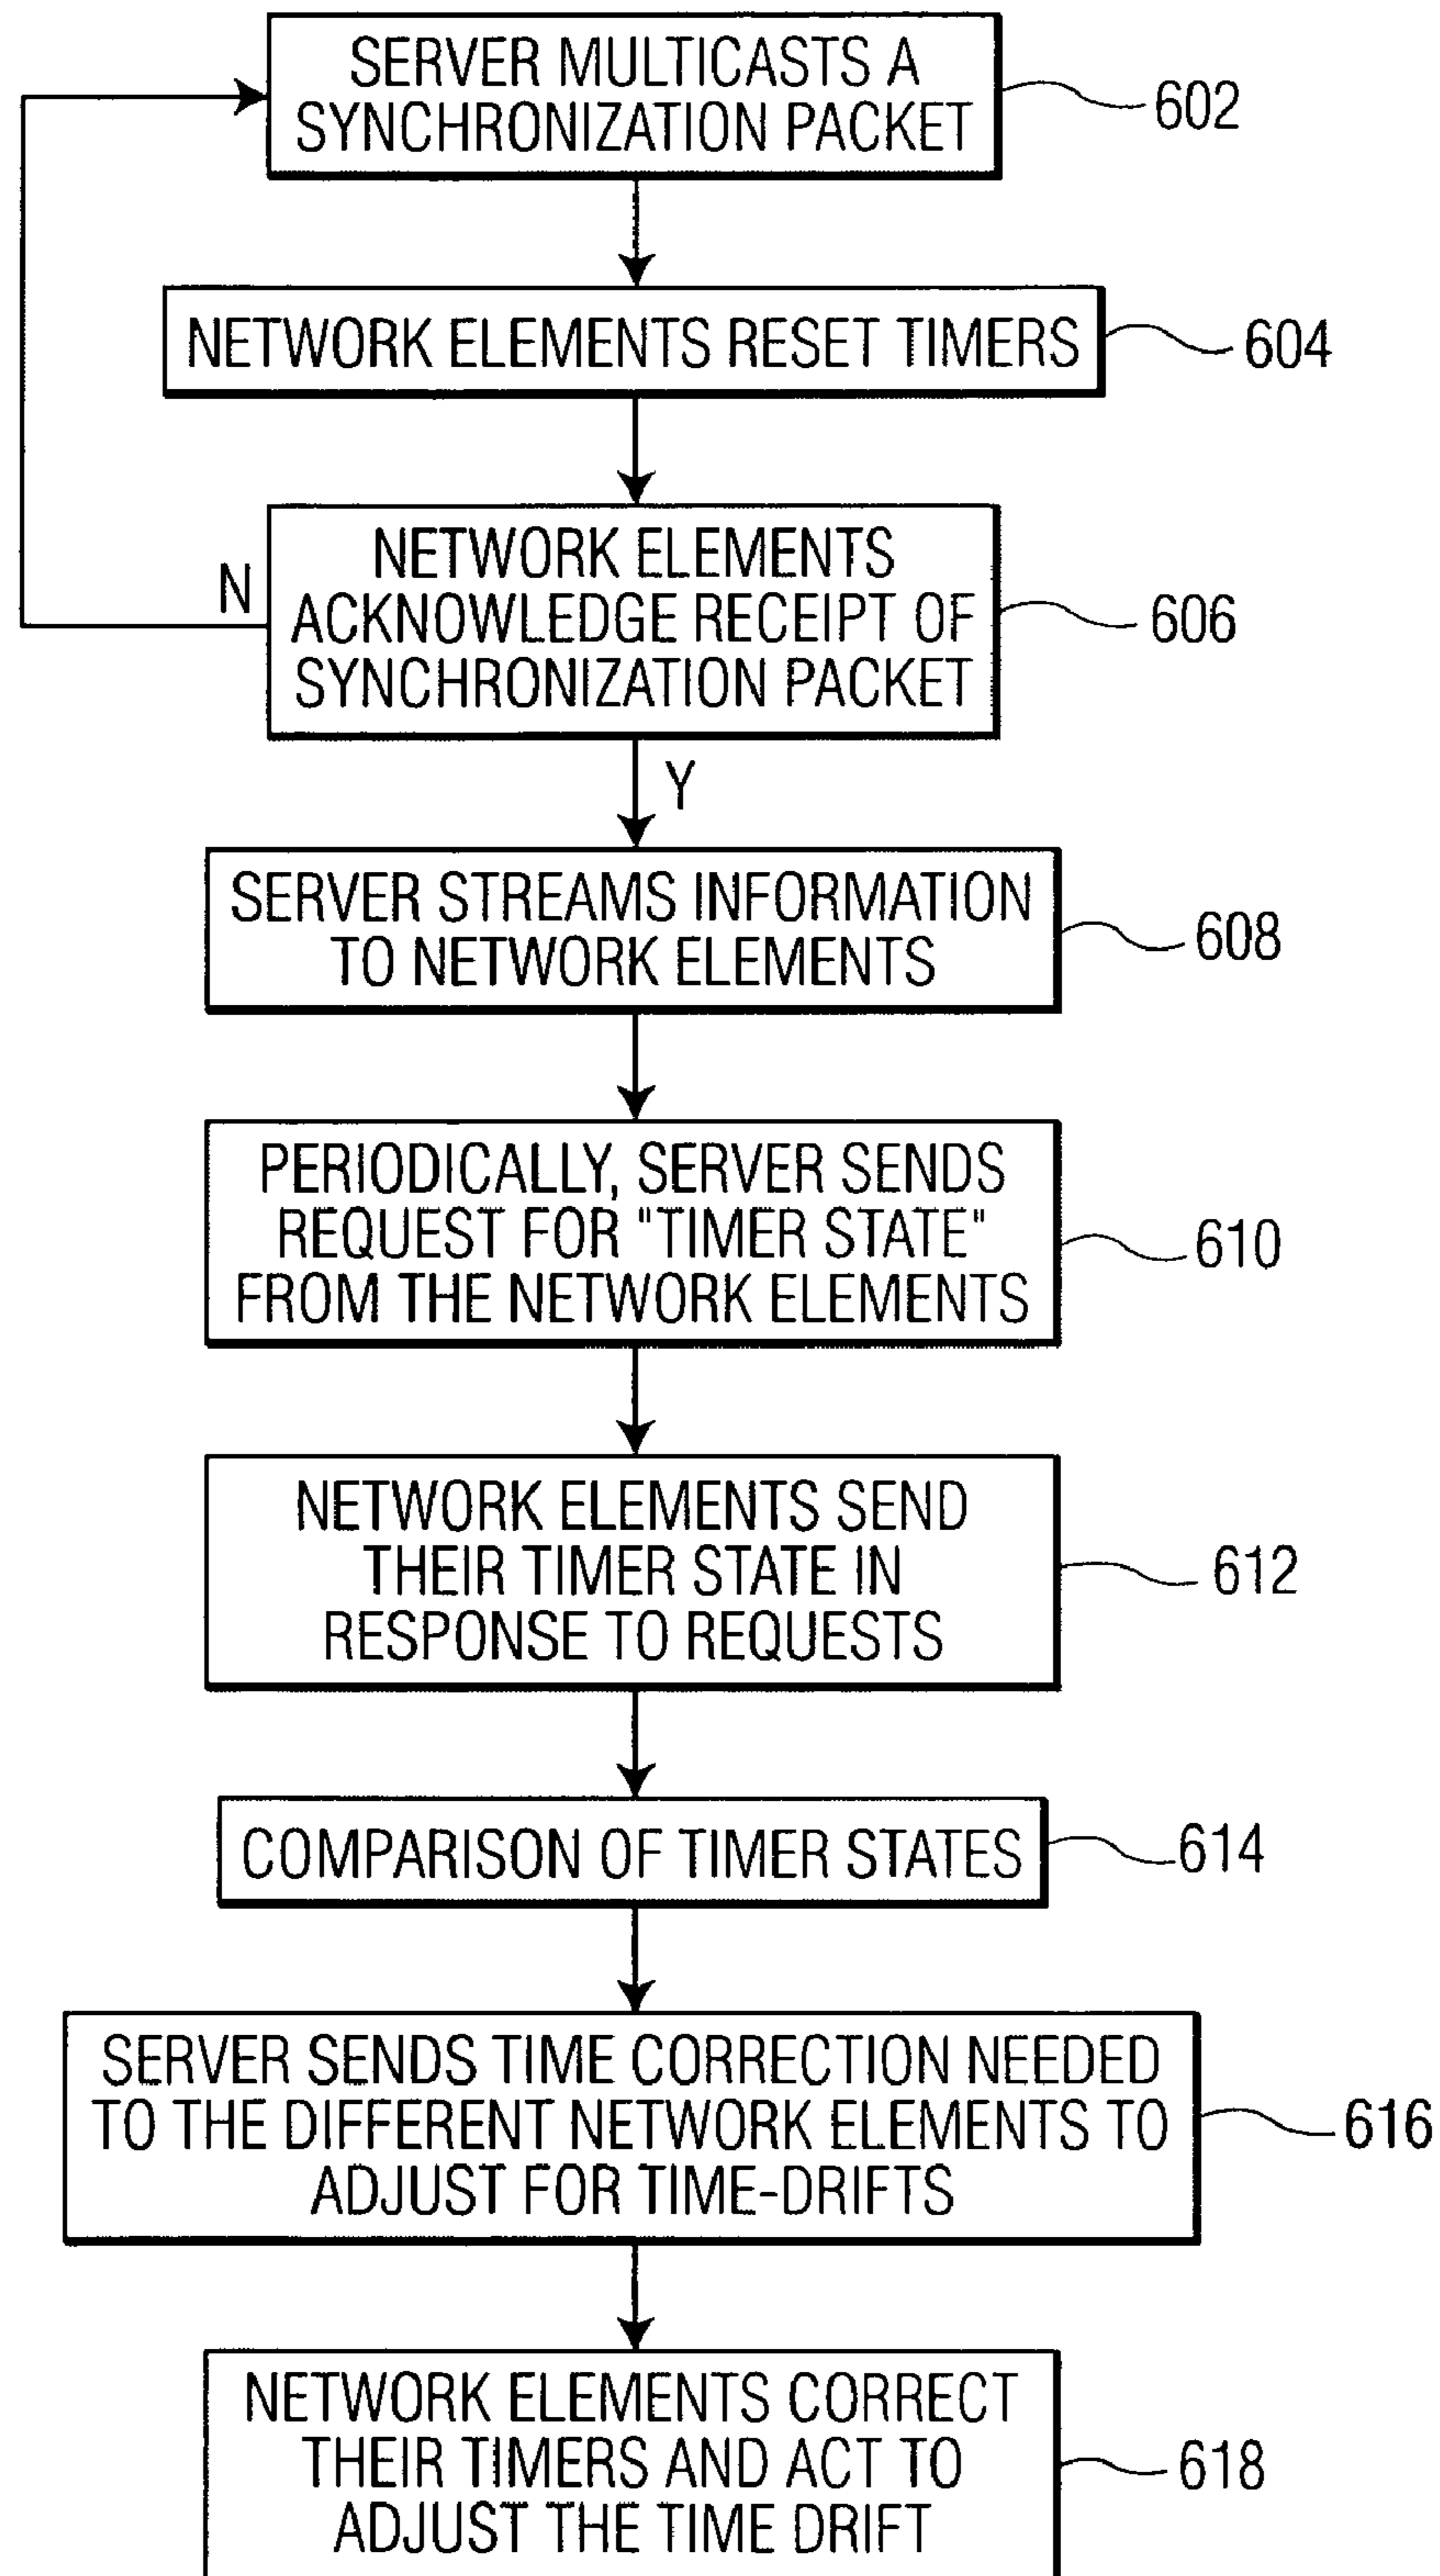 SERVER MULTICASTS A
SYNCHRONIZATION PACKET
602
NETWORK ELEMENTS RESET TIMERS
604
NETWORK ELEMENTS
ACKNOWLEDGE RECEIPT OF
SYNCHRONIZATION PACKET
606
N
Y
SERVER STREAMS INFORMATION
TO NETWORK ELEMENTS
608
PERIODICALLY, SERVER SENDS
REQUEST FOR "TIMER STATE"
FROM THE NETWORK ELEMENTS
610
NETWORK ELEMENTS SEND
THEIR TIMER STATE IN
RESPONSE TO REQUESTS
612
COMPARISON OF TIMER STATES
614
SERVER SENDS TIME CORRECTION NEEDED
TO THE DIFFERENT NETWORK ELEMENTS TO
ADJUST FOR TIME-DRIFTS
616
NETWORK ELEMENTS CORRECT
THEIR TIMERS AND ACT TO
ADJUST THE TIME DRIFT
618